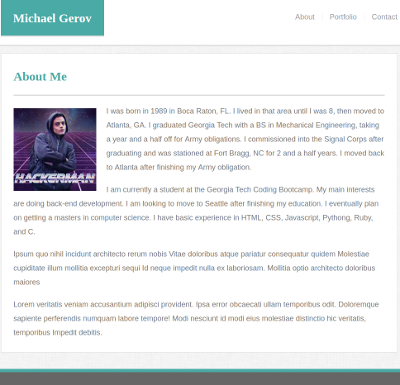 Michael Gerov
About
Portfolio
Contact
About Me
HACKERMAN
I was born in 1989 in Boca Raton, FL. I lived in that area until I was 8, then moved to
Atlanta, GA. I graduated Georgia Tech with a BS in Mechanical Engineering, taking
a year and a half off for Army obligations. I commissioned into the Signal Corps after
graduating and was stationed at Fort Bragg, NC for 2 and a half years. I moved back
to Atlanta after finishing my Army obligation.
I am currently a student at the Georgia Tech Coding Bootcamp. My main interests
are doing back-end development. I am looking to move to Seattle after finishing my education. I eventually plan
on getting a masters in computer science. I have basic experience in HTML, CSS, Javascript, Pythong, Ruby,
and C.
Ipsum quo nihil incidunt architecto rerum nobis Vitae doloribus atque pariatur consequatur quidem Molestiae
cupiditate illum mollitia excepturi sequi Id neque impedit nulla ex laboriosam. Mollitia optio architecto doloribus
maiores
Lorem veritatis veniam accusantium adipisci provident. Ipsa error obcaecati ullam temporibus odit. Doloremque
sapiente perferendis numquam labore tempore! Modi nesciunt id modi eius molestiae distinctio hic veritatis,
temporibus Impedit debitis.